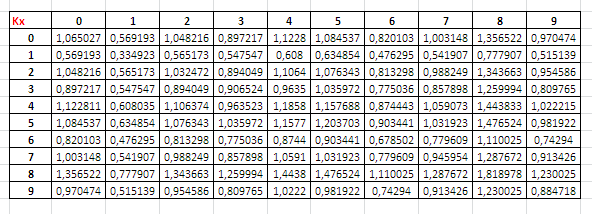 Kx 0 1 2 3 4 5 6 7 8 9
0 1,065027 0,569193 1,048216 0,897217 1,1228 1,084537 0,820103 1,003148 1,356522 0,970474
1 0,569193 0,334923 0,565173 0,547547 0,608 0,634854 0,476295 0,541907 0,777907 0,515139
2 1,048216 0,565173 1,032472 0,894049 1,1064 1,076343 0,813298 0,988249 1,343663 0,954586
3 0,897217 0,547547 0,894049 0,906524 0,9635 1,035972 0,775036 0,857898 1,259994 0,809765
4 1,122811 0,608035 1,106374 0,963523 1,1858 1,157688 0,874443 1,059073 1,443833 1,022215
5 1,084537 0,634854 1,076343 1,035972 1,1577 1,203703 0,903441 1,031923 1,476524 0,981922
6 0,820103 0,476295 0,813298 0,775036 0,8744 0,903441 0,678502 0,779609 1,110025 0,74294
7 1,003148 0,541907 0,988249 0,857898 1,0591 1,031923 0,779609 0,945954 1,287672 0,913426
8 1,356522 0,777907 1,343663 1,259994 1,4438 1,476524 1,110025 1,287672 1,818978 1,230025
9 0,970474 0,515139 0,954586 0,809765 1,0222 0,981922 0,74294 0,913426 1,230025 0,884718